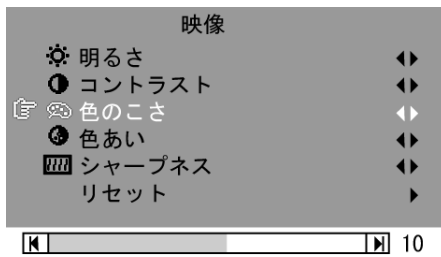 映像
明るさ
コントラスト
色のこさ
色あい
シャープネス
リセット
10